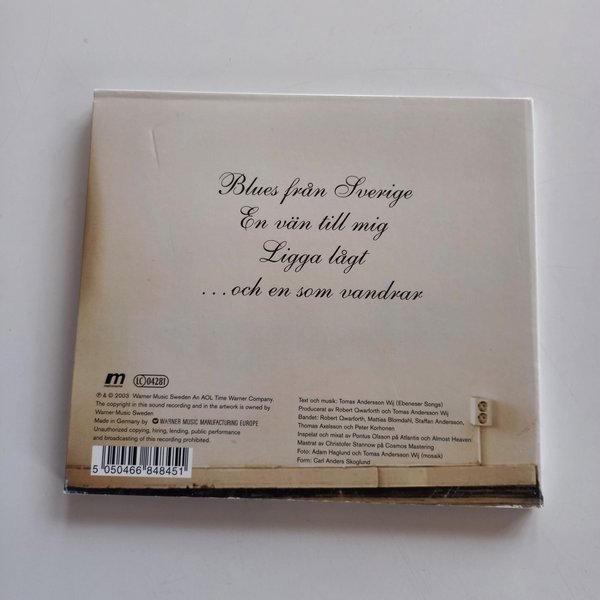 Blues från Sverige
En vän till mig
Ligga lågt
...och en som vandrar
m
LC 04281
℗ & © 2003 Warner Music Sweden An AOL Time Warner Company.
The copyright in this sound recording and in the artwork is owned by
Warner Music Sweden
Made in Germany by WARNER MUSIC MANUFACTURING EUROPE
Unauthorized copying, hiring, lending, public performance
and broadcasting of this recording prohibited.
5 050466 848451
Text och musik: Tomas Andersson Wij (Ebeneser Songs)
Producerat av Robert Qwarforth och Tomas Andersson Wij
Bandet: Robert Qwarforth, Mattias Blomdahl, Staffan Andersson,
Thomas Axelsson och Peter Korhonen
Inspelat och mixat av Pontus Olsson på Atlantis och Almost Heaven
Mastrat av Christofer Stannow på Cosmos Mastering
Foto: Adam Haglund och Tomas Andersson Wij (mosaik)
Form: Carl Anders Skoglund